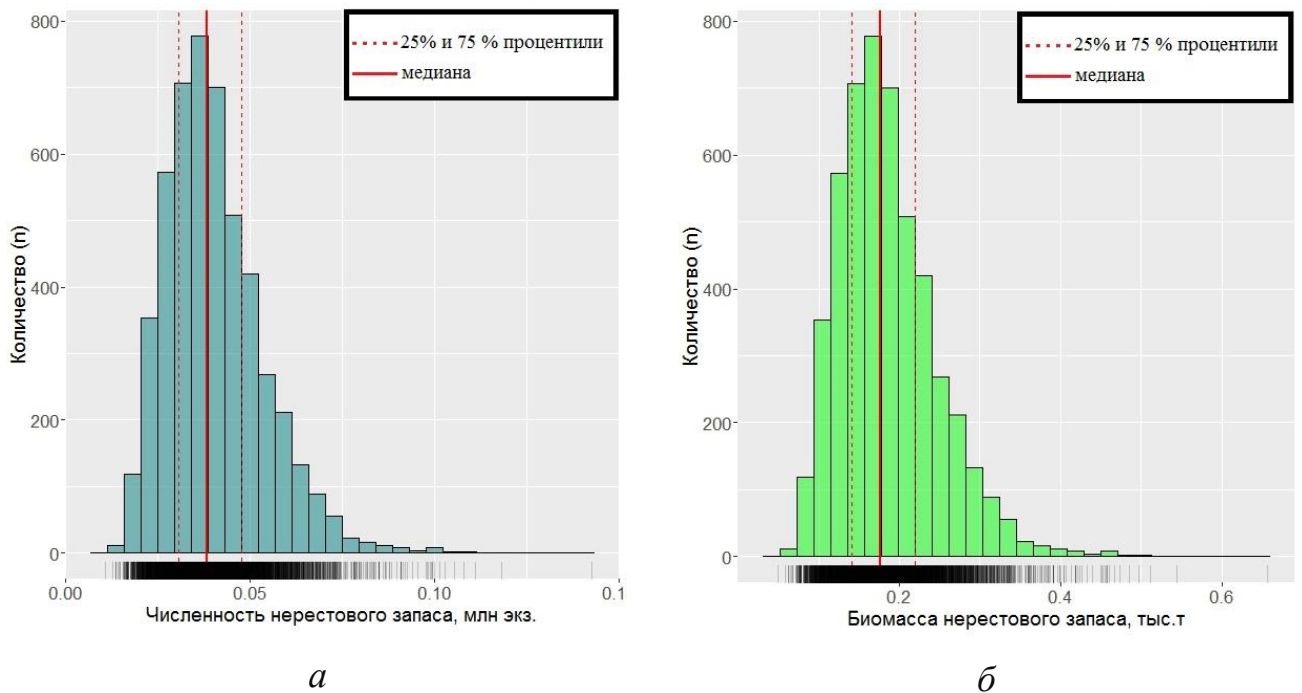 800
600
400
200
0
Количество (n)
25% и 75 % процентили
медиана
0.00
0.05
0.10
0.1
Численность нерестового запаса, млн экз.
а
800
600
400
200
0
Количество (n)
25% и 75 % процентили
медиана
0.2
0.4
0.6
Биомасса нерестового запаса, тыс.т
б